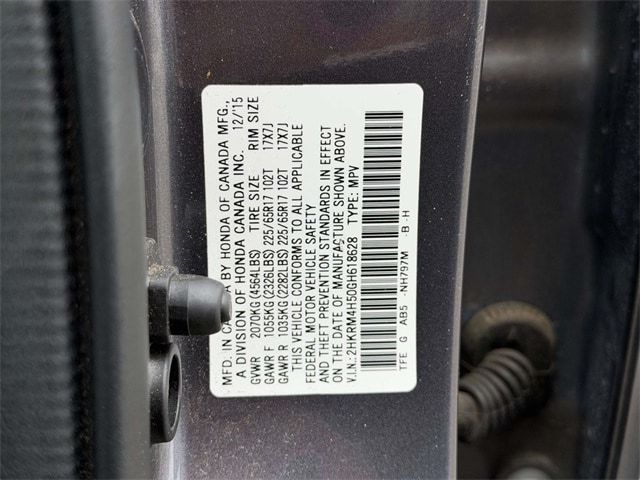 MFD. IN CANADA BY HONDA OF CANADA MFG.,
A DIVISION OF HONDA CANADA INC. 12/'15
GVWR 2070KG(4564LBS) TIRE SIZE RIM SIZE
GAWR F 1055KG(2326LBS) 225/65R17 102T 17X7J
GAWR R 1035KG(2282LBS) 225/65R17 102T 17X7J
THIS VEHICLE CONFORMS TO ALL APPLICABLE
FEDERAL MOTOR VEHICLE SAFETY
AND THEFT PREVENTION STANDARDS IN EFFECT
ON THE DATE OF MANUFACTURE SHOWN ABOVE.
V.I.N.: 2HKRM4H50GH618628 TYPE: MPV
TFE G AB5 -NH797M -B -H